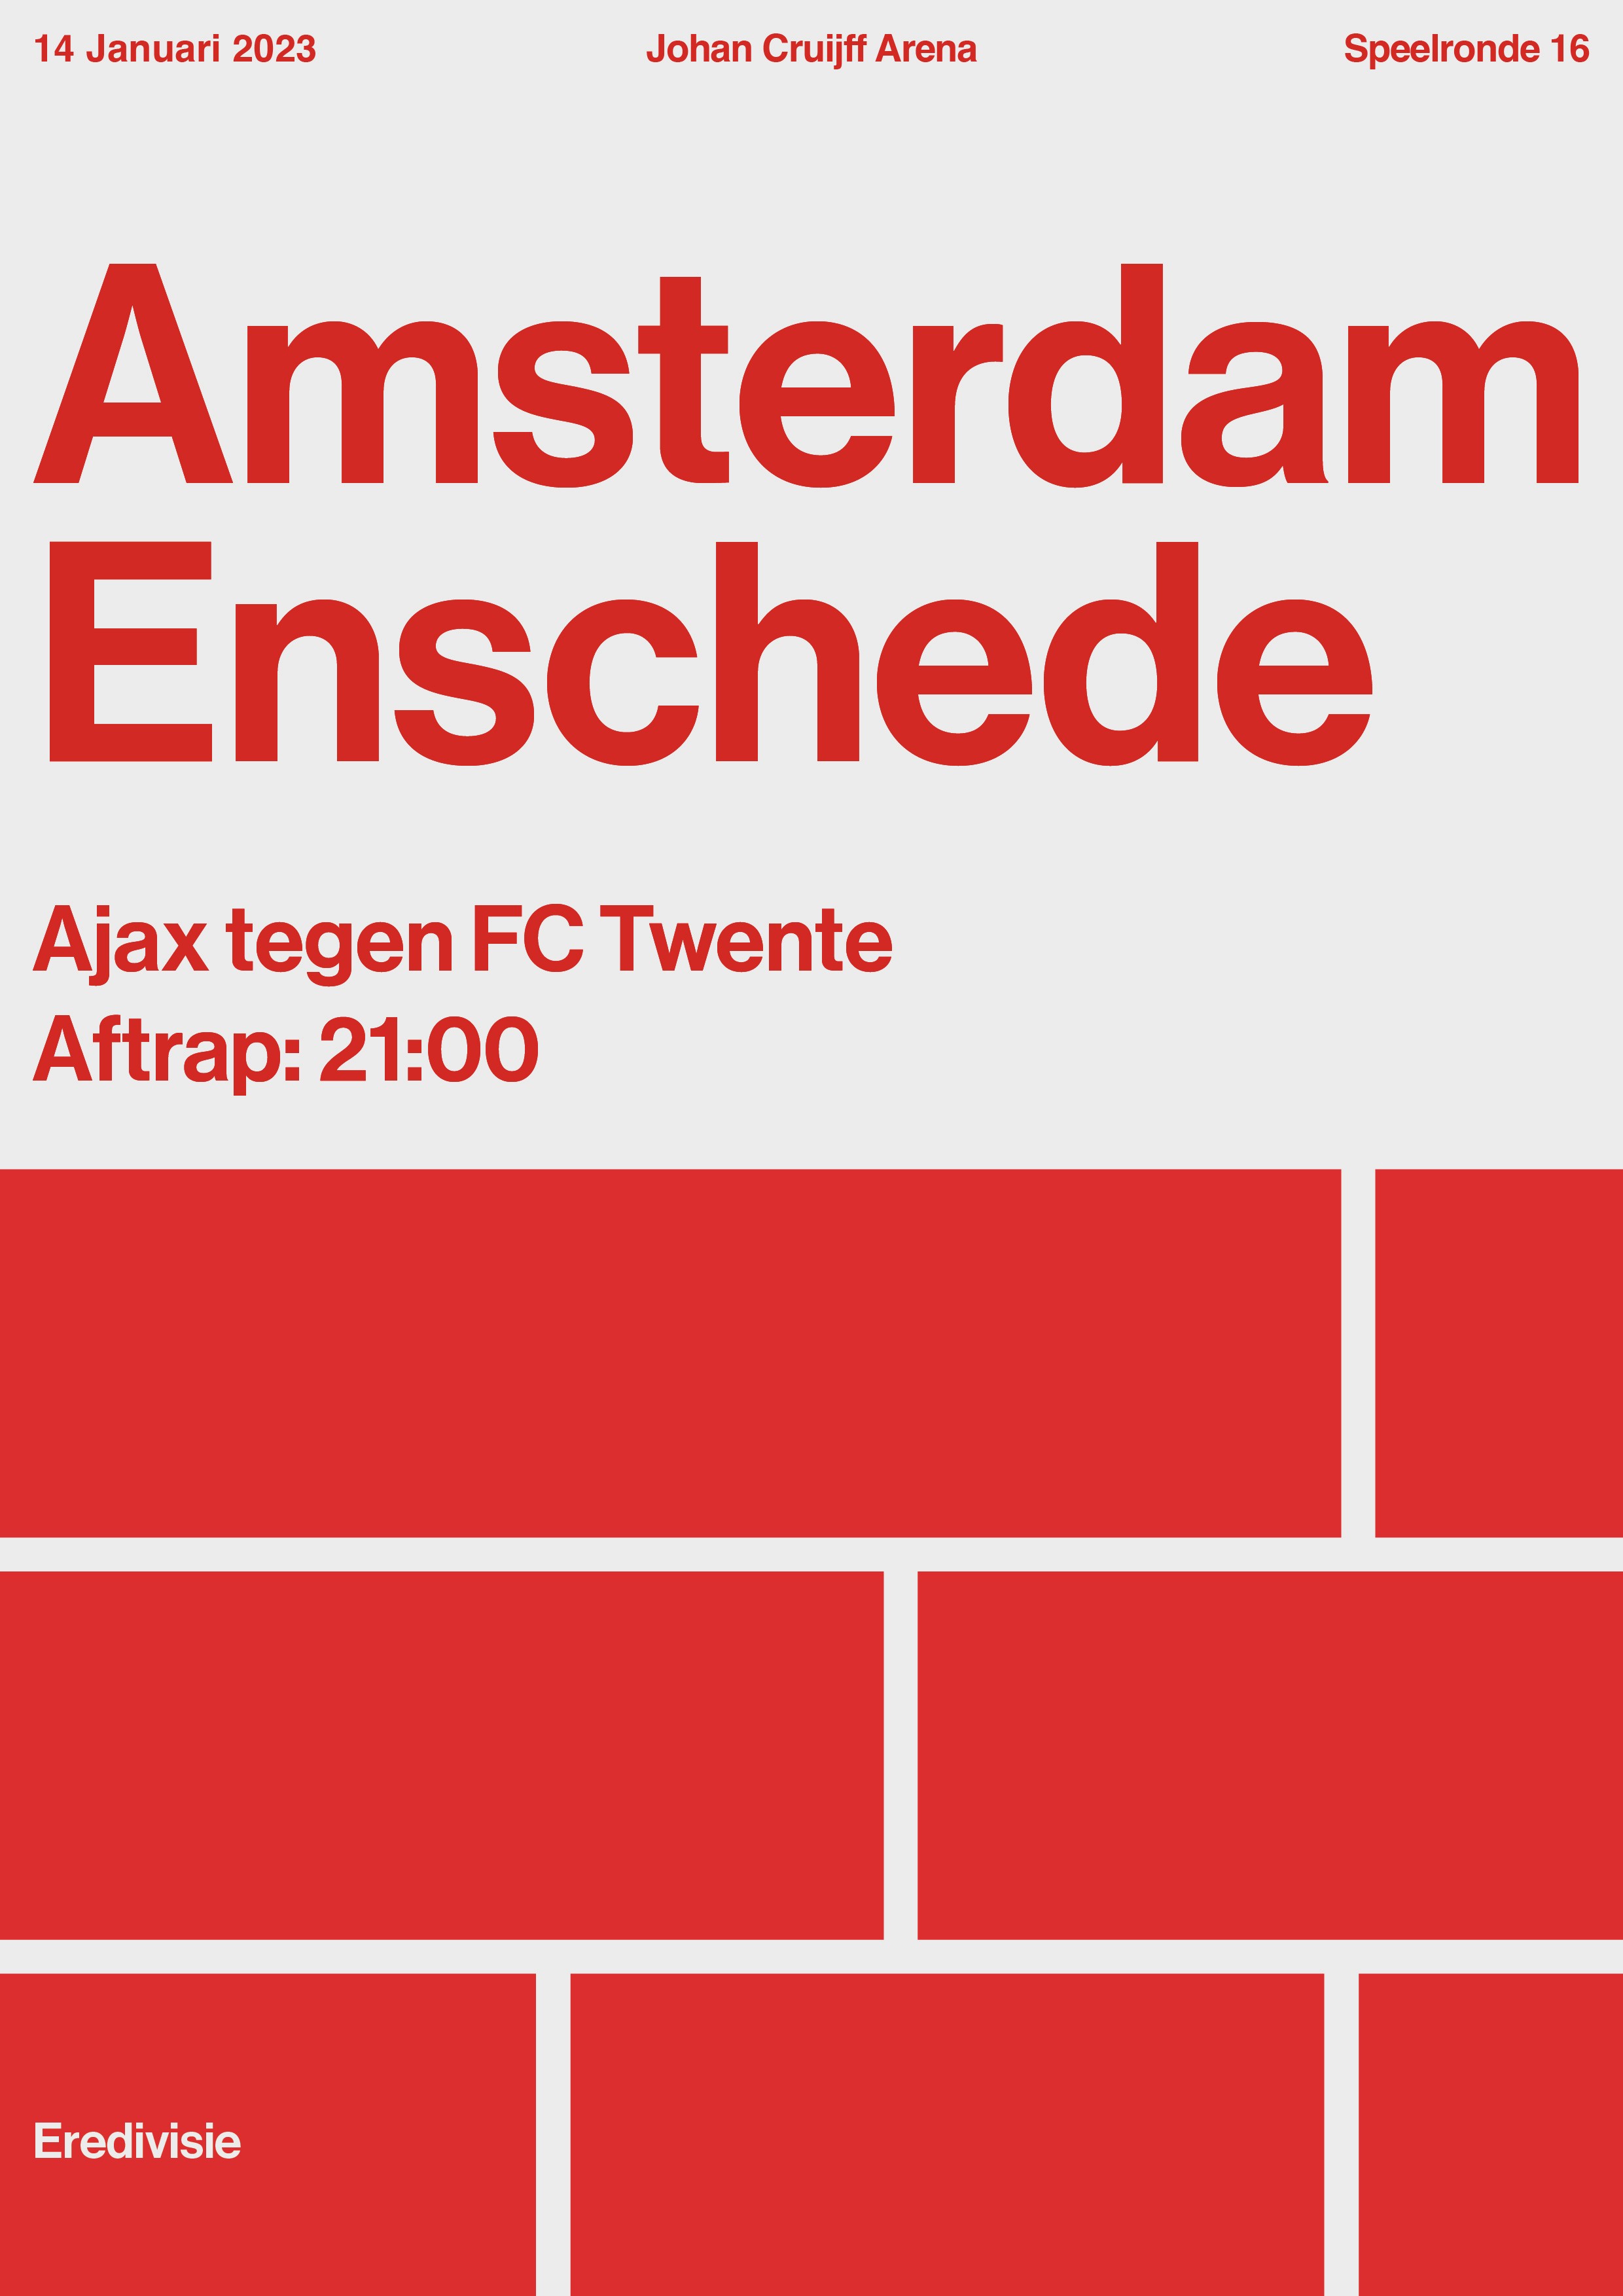 14 Januari 2023
Johan Cruijff Arena
Speelronde 16
Amsterdam
Enschede
Ajax tegen FC Twente
Aftrap: 21:00
Eredivisie